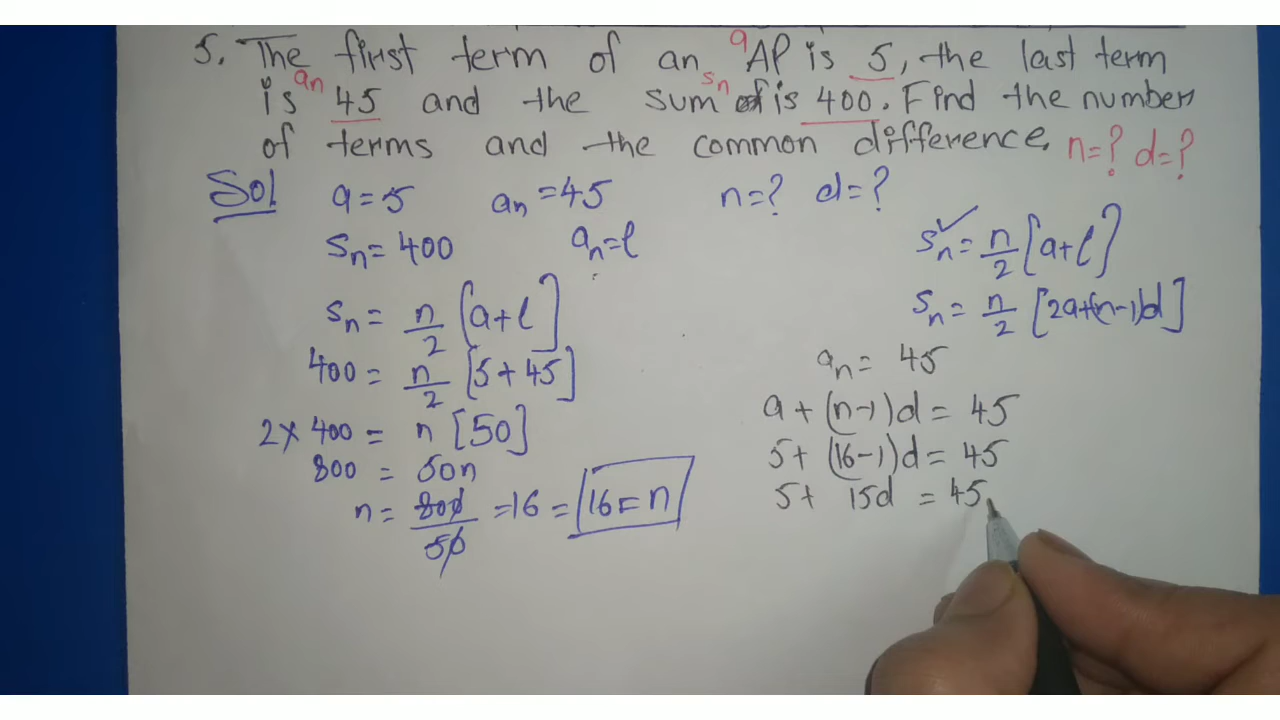 5. The first term of an AP is 5, the last term
a
is 45 and the sum is 400. Find the number
an
sn
of terms and the common difference. n=? d=?
Sol a=5 an=45 n=? d=?
Sn=400 an=l
Sn = n/2 [a+l]
400 = n/2 [5+45]
2×400 = n [50]
800 = 50n
n = 800/50 =16 = 16=n
Sn = n/2 [a+l] ✓
Sn = n/2 [2a+(n-1)d]
an = 45
a + (n-1)d = 45
5+ (16-1)d = 45
5+ 15d = 45